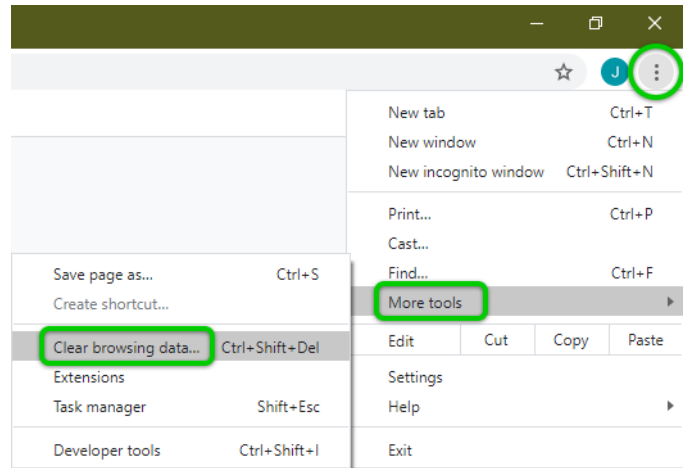 J
New tab Ctrl+T
New window Ctrl+N
New incognito window Ctrl+Shift+N
Print... Ctrl+P
Cast...
Find... Ctrl+F
More tools
Edit Cut Copy Paste
Settings
Help
Exit
Save page as... Ctrl+S
Create shortcut...
Clear browsing data... Ctrl+Shift+Del
Extensions
Task manager Shift+Esc
Developer tools Ctrl+Shift+I